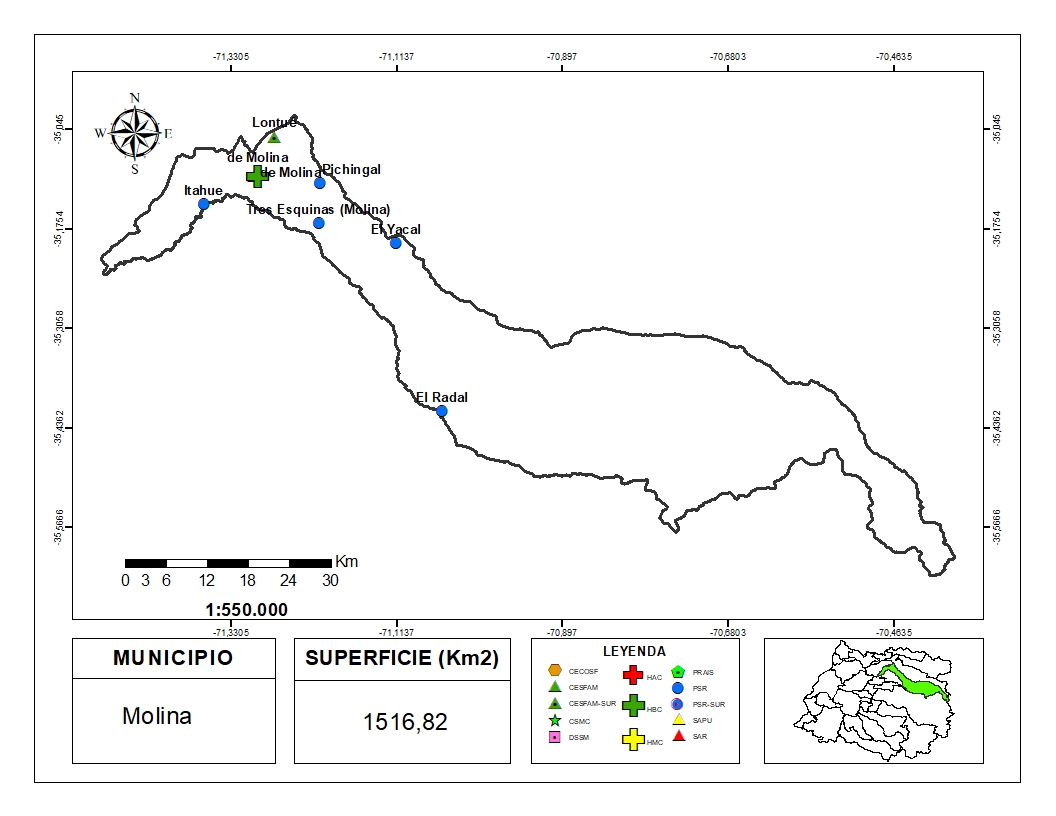 -71,3305 -71,1137 -70,897 -70,6803 -70,4635
N
W E
S
-35,045 -35,045
Lontué
de Molina
de Molina Pichingal
Itahue
Tres Esquinas (Molina)
-35,1754 -35,1754
El Yacal
-35,3058 -35,3058
El Radal
-35,4362 -35,4362
-35,5666 -35,5666
Km
0 3 6 12 18 24 30
1:550.000
-71,3305 -71,1137 -70,897 -70,6803 -70,4635
MUNICIPIO
Molina
SUPERFICIE (Km2)
1516,82
LEYENDA
CECOSF HAC PRAIS
CESFAM PSR
CESFAM-SUR HBC PSR-SUR
CSMC SAPU
DSSM HMC SAR